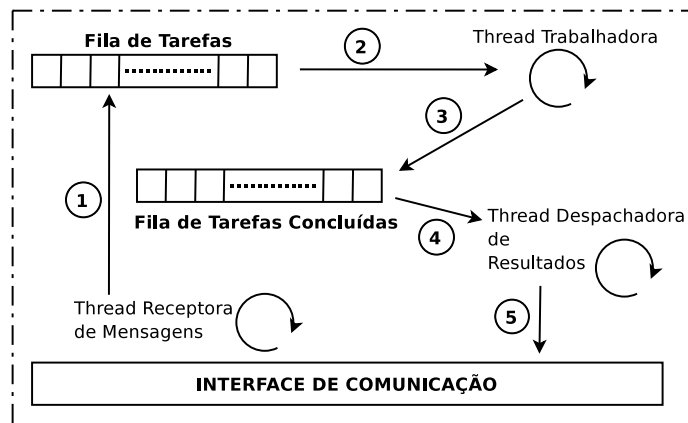 Fila de Tarefas
2
Thread Trabalhadora
3
1
Fila de Tarefas Concluídas
4
Thread Despachadora
de
Resultados
Thread Receptora
de Mensagens
5
INTERFACE DE COMUNICAÇÃO